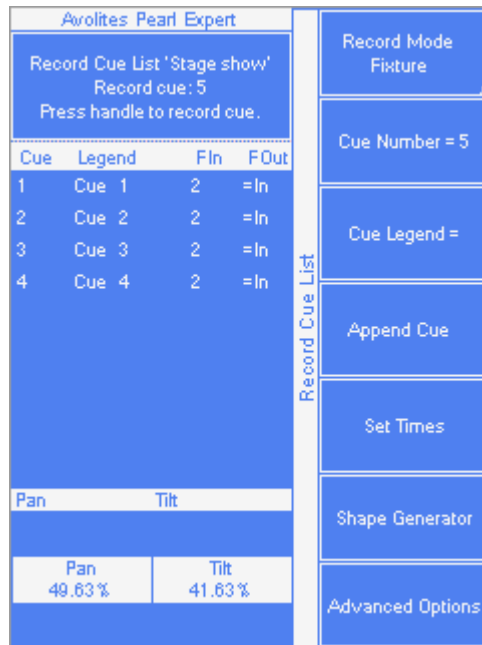 Avolites Pearl Expert
Record Cue List 'Stage show'
Record cue: 5
Press handle to record cue.
Cue Legend FIn FOut
1 Cue 1 2 =In
2 Cue 2 2 =In
3 Cue 3 2 =In
4 Cue 4 2 =In
Pan Tilt
Pan Tilt
49.63% 41.63%
Record Cue List
Record Mode
Fixture
Cue Number = 5
Cue Legend =
Append Cue
Set Times
Shape Generator
Advanced Options